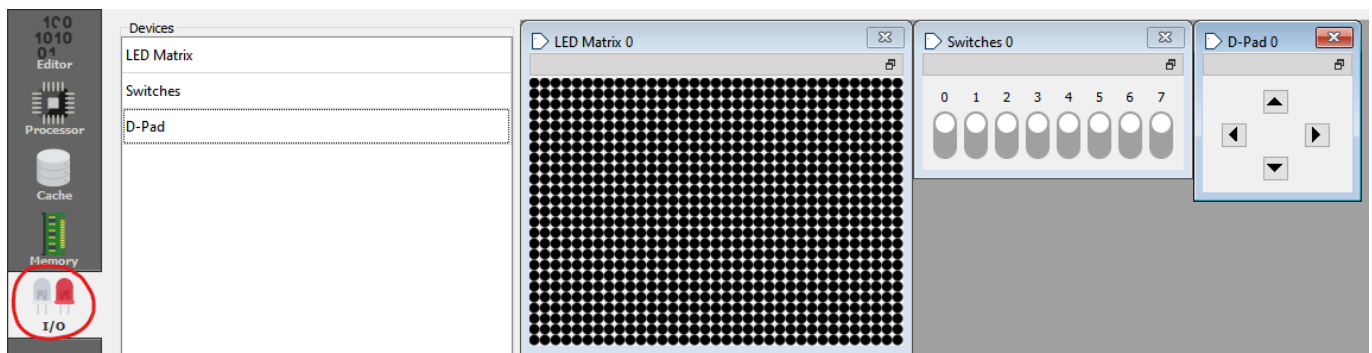 1010
01
Editor
Processor
Cache
Memory
I/O
Devices
LED Matrix
Switches
D-Pad
LED Matrix 0
Switches 0
0 1 2 3 4 5 6 7
D-Pad 0